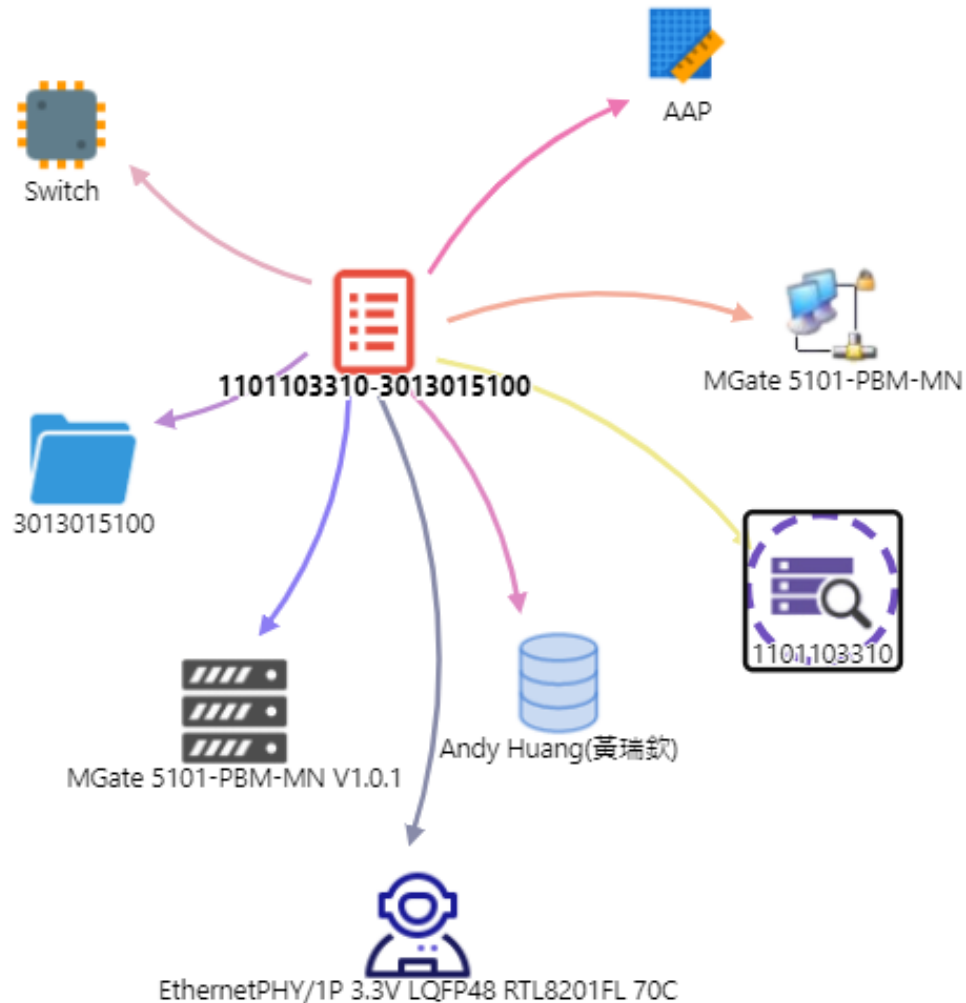 AAP
Switch
MGate 5101-PBM-MN
1101103310-3013015100
3013015100
1101103310
Andy Huang(黃瑞欽)
MGate 5101-PBM-MN V1.0.1
EthernetPHY/1P 3.3V LQFP48 RTL8201FL 70C